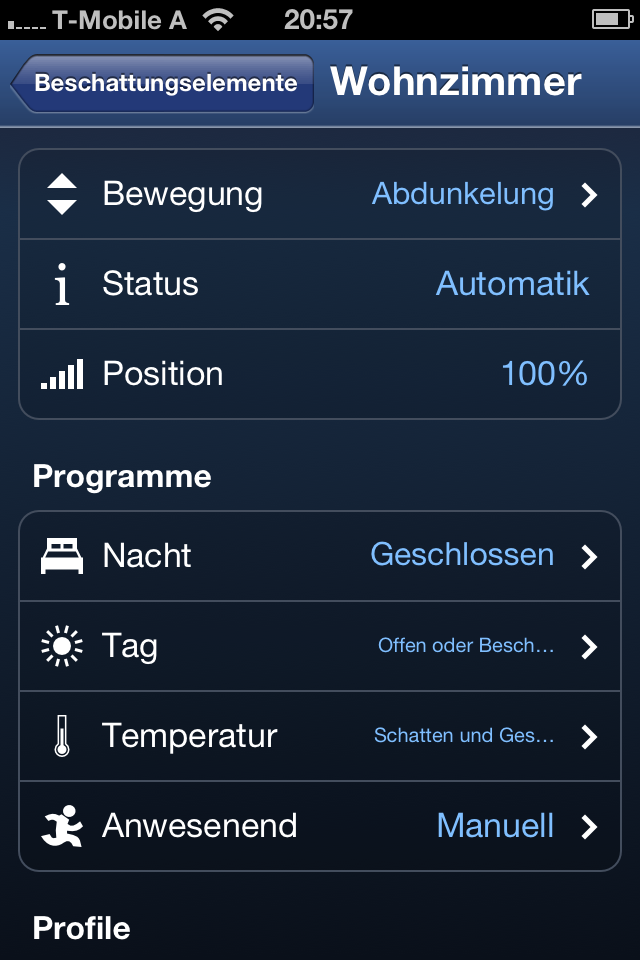 T-Mobile A 20:57
Beschattungselemente Wohnzimmer
Bewegung Abdunkelung
Status Automatik
Position 100%
Programme
Nacht Geschlossen
Tag Offen oder Besch...
Temperatur Schatten und Ges...
Anwesenend Manuell
Profile